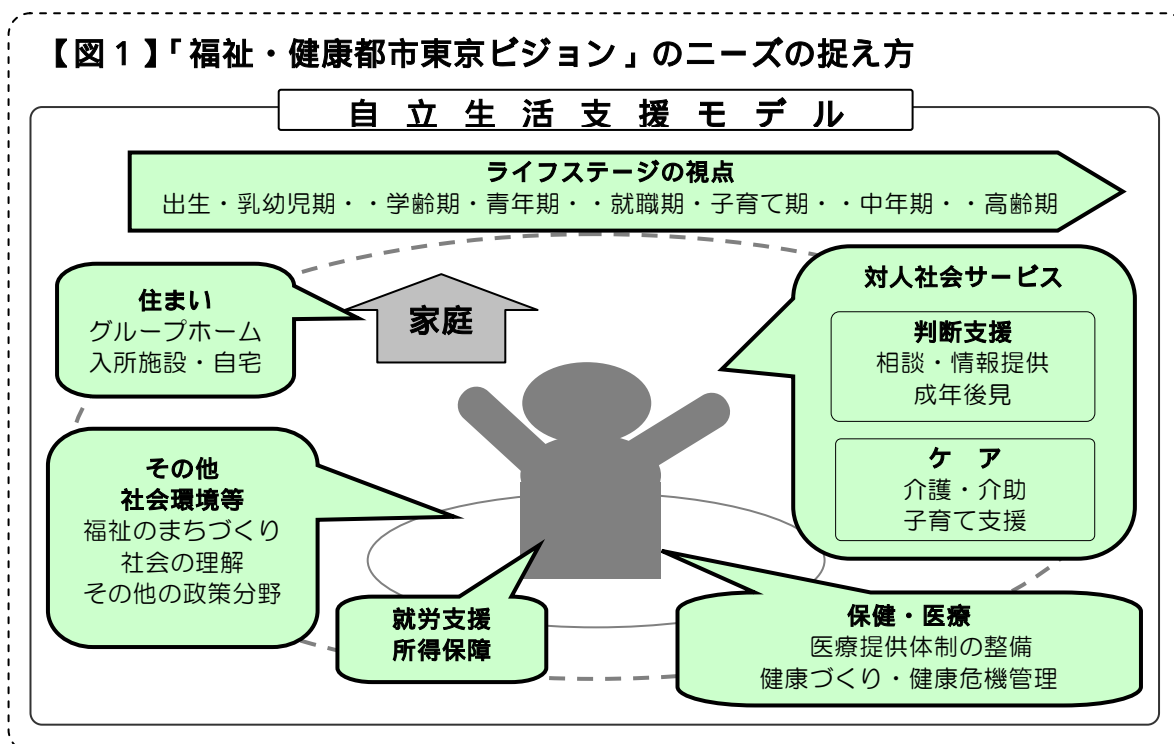 【図１】「福祉・健康都市東京ビジョン」のニーズの捉え方
自立生活支援モデル
ライフステージの視点
出生・乳幼児期・・学齢期・青年期・・就職期・子育て期・・中年期・・高齢期
住まい
グループホーム
入所施設・自宅
家庭
対人社会サービス
判断支援
相談・情報提供
成年後見
ケア
介護・介助
子育て支援
その他
社会環境等
福祉のまちづくり
社会の理解
その他の政策分野
就労支援
所得保障
保健・医療
医療提供体制の整備
健康づくり・健康危機管理